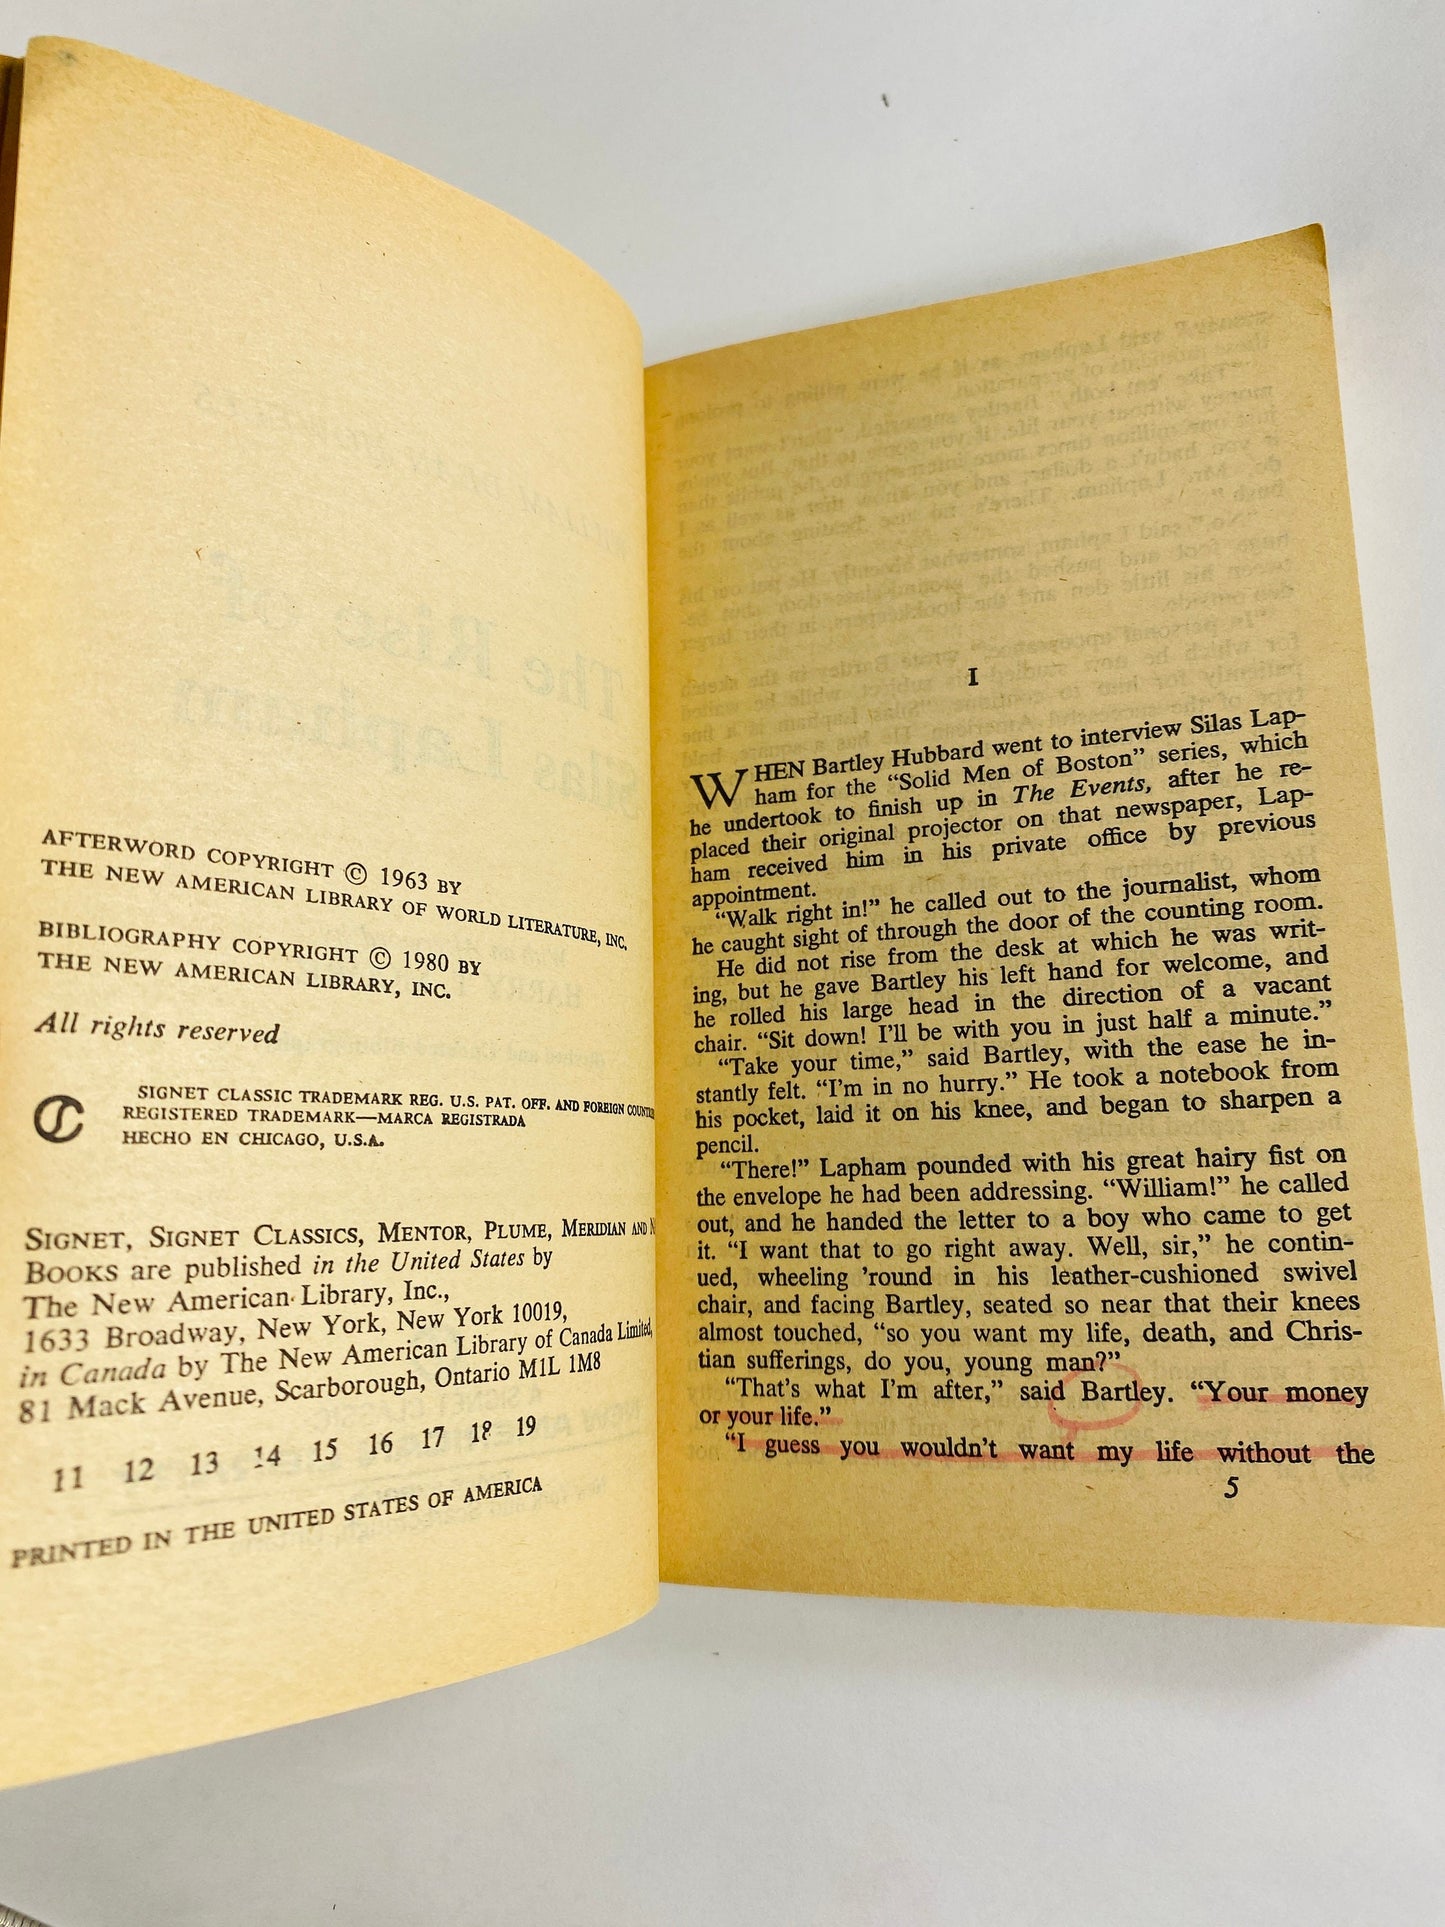 AFTERWORD COPYRIGHT © 1963 BY
THE NEW AMERICAN LIBRARY OF WORLD LITERATURE, INC.
BIBLIOGRAPHY COPYRIGHT © 1980 BY
THE NEW AMERICAN LIBRARY, INC.
All rights reserved
SIGNET CLASSIC TRADEMARK REG. U.S. PAT. OFF. AND FOREIGN
REGISTERED TRADEMARK—MARCA REGISTRADA
HECHO EN CHICAGO, U.S.A.
SIGNET, SIGNET CLASSICS, MENTOR, PLUME, MERIDIAN AND
BOOKS are published in the United States by
The New American Library, Inc.,
1633 Broadway, New York, New York 10019,
in Canada by The New American Library of Canada Limited,
81 Mack Avenue, Scarborough, Ontario M1L 1M8
11 12 13 14 15 16 17 18 19
PRINTED IN THE UNITED STATES OF AMERICA
I
WHEN Bartley Hubbard went to interview Silas Lap-
ham for the “Solid Men of Boston” series, which
he undertook to finish up in The Events, after he re-
placed their original projector on that newspaper, Lap-
ham received him in his private office by previous
appointment.
“Walk right in!” he called out to the journalist, whom
he caught sight of through the door of the counting room.
He did not rise from the desk at which he was writ-
ing, but he gave Bartley his left hand for welcome, and
he rolled his large head in the direction of a vacant
chair. “Sit down! I’ll be with you in just half a minute.”
“Take your time,” said Bartley, with the ease he in-
stantly felt. “I’m in no hurry.” He took a notebook from
his pocket, laid it on his knee, and began to sharpen a
pencil.
“There!” Lapham pounded with his great hairy fist on
the envelope he had been addressing. “William!” he called
out, and he handed the letter to a boy who came to get
it. “I want that to go right away. Well, sir,” he contin-
ued, wheeling ’round in his leather-cushioned swivel
chair, and facing Bartley, seated so near that their knees
almost touched, “so you want my life, death, and Chris-
tian sufferings, do you, young man?”
“That’s what I’m after,” said Bartley. “Your money
or your life.”
“I guess you wouldn’t want my life without the
5